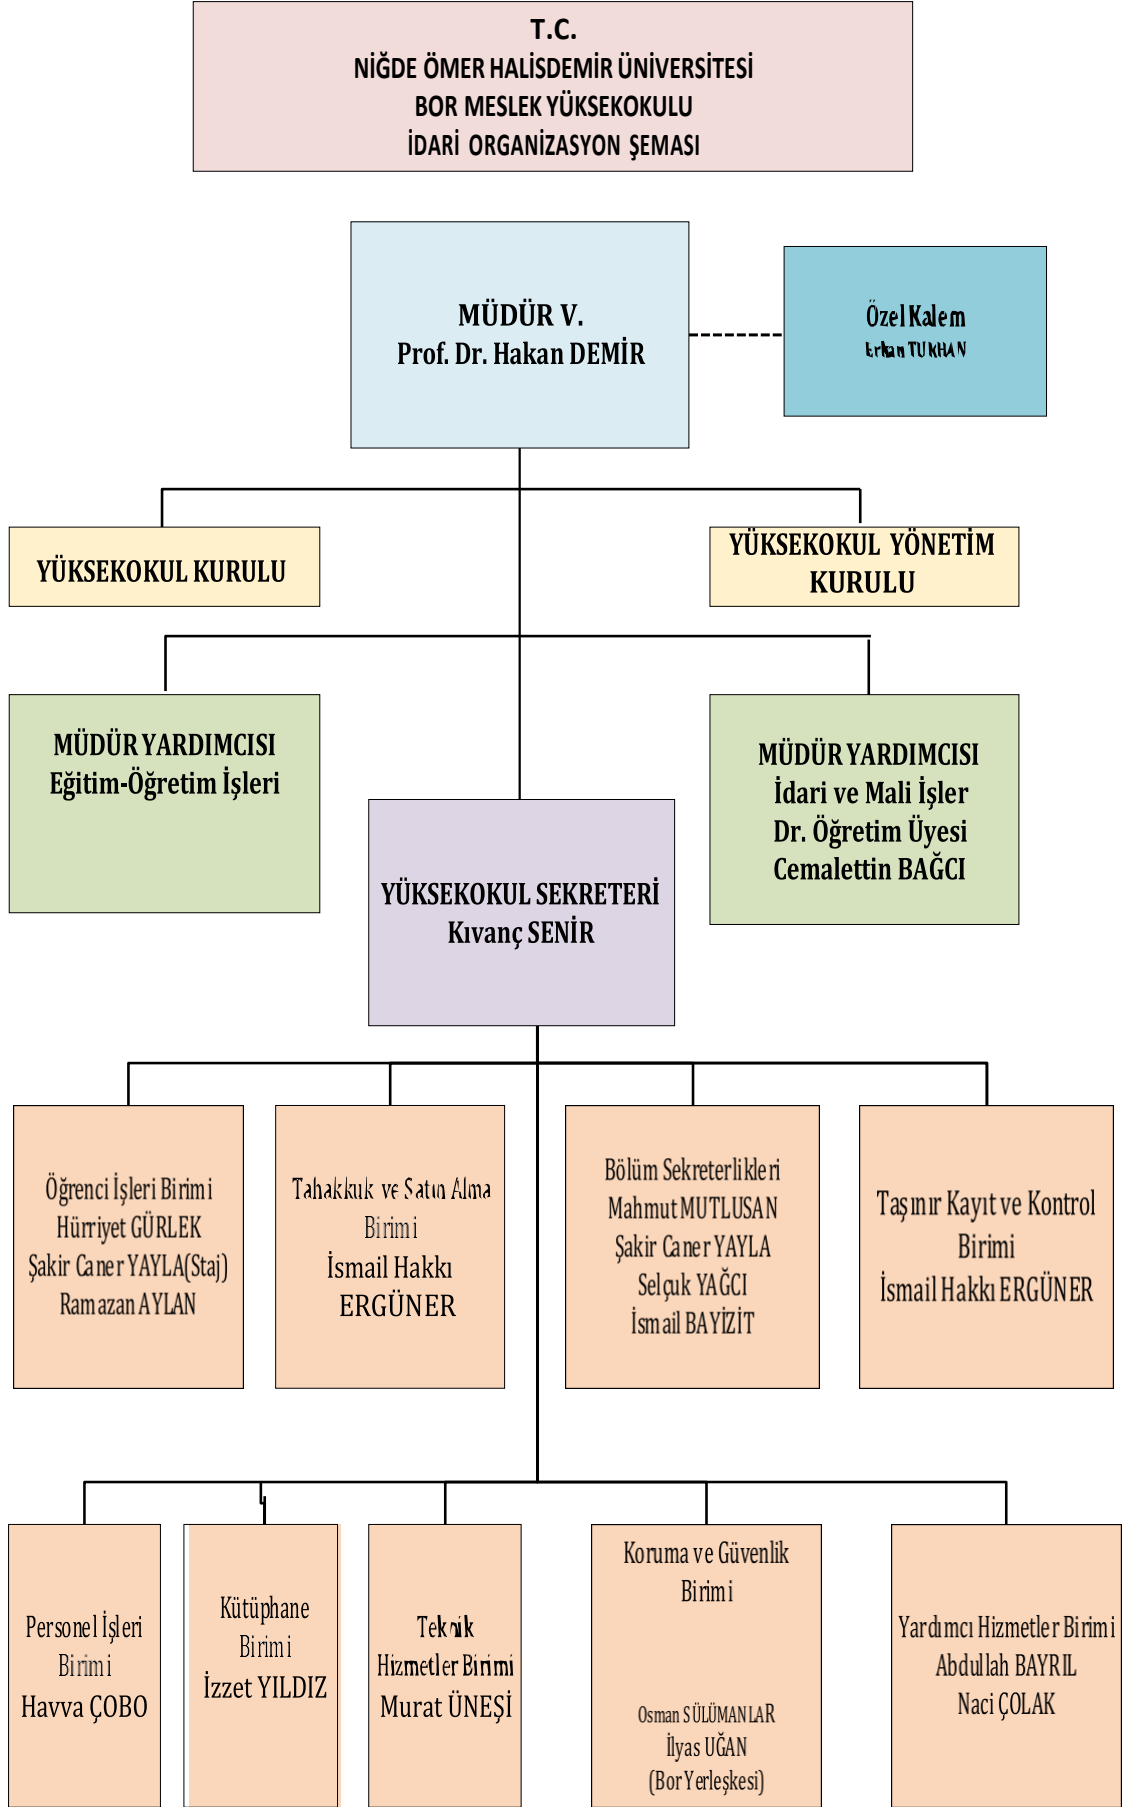 T.C.
NİĞDE ÖMER HALİSDEMİR ÜNİVERSİTESİ
BOR MESLEK YÜKSEKOKULU
İDARİ ORGANİZASYON ŞEMASI
MÜDÜR V.
Prof. Dr. Hakan DEMİR
Özel Kalem
Erkan TURHAN
YÜKSEKOKUL KURULU
YÜKSEKOKUL YÖNETİM
KURULU
MÜDÜR YARDIMCISI
Eğitim-Öğretim İşleri
MÜDÜR YARDIMCISI
İdari ve Mali İşler
Dr. Öğretim Üyesi
Cemalettin BAĞCI
YÜKSEKOKUL SEKRETERİ
Kıvanç SENİR
Öğrenci İşleri Birimi
Hürriyet GÜRLEK
Şakir Caner YAYLA(Staj)
Ramazan AYLAN
Tahakkuk ve Satın Alma
Birimi
İsmail Hakkı
ERGÜNER
Bölüm Sekreterlikleri
Mahmut MUTLUSAN
Şakir Caner YAYLA
Selçuk YAĞCI
İsmail BAYİZİT
Taşınır Kayıt ve Kontrol
Birimi
İsmail Hakkı ERGÜNER
Personel İşleri
Birimi
Havva ÇOBO
Kütüphane
Birimi
İzzet YILDIZ
Teknik
Hizmetler Birimi
Murat ÜNEŞİ
Koruma ve Güvenlik
Birimi
Osman SÜLÜMANLAR
İlyas UĞAN
(Bor Yerleşkesi)
Yardımcı Hizmetler Birimi
Abdullah BAYRIL
Naci ÇOLAK